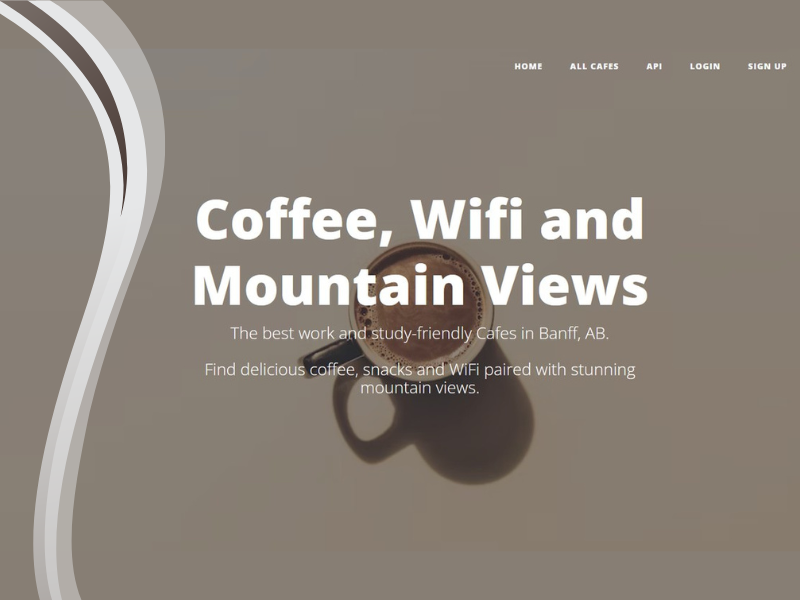 HOME ALL CAFES API LOGIN SIGN UP
Coffee, Wifi and
Mountain Views
The best work and study-friendly Cafes in Banff, AB.
Find delicious coffee, snacks and WiFi paired with stunning
mountain views.